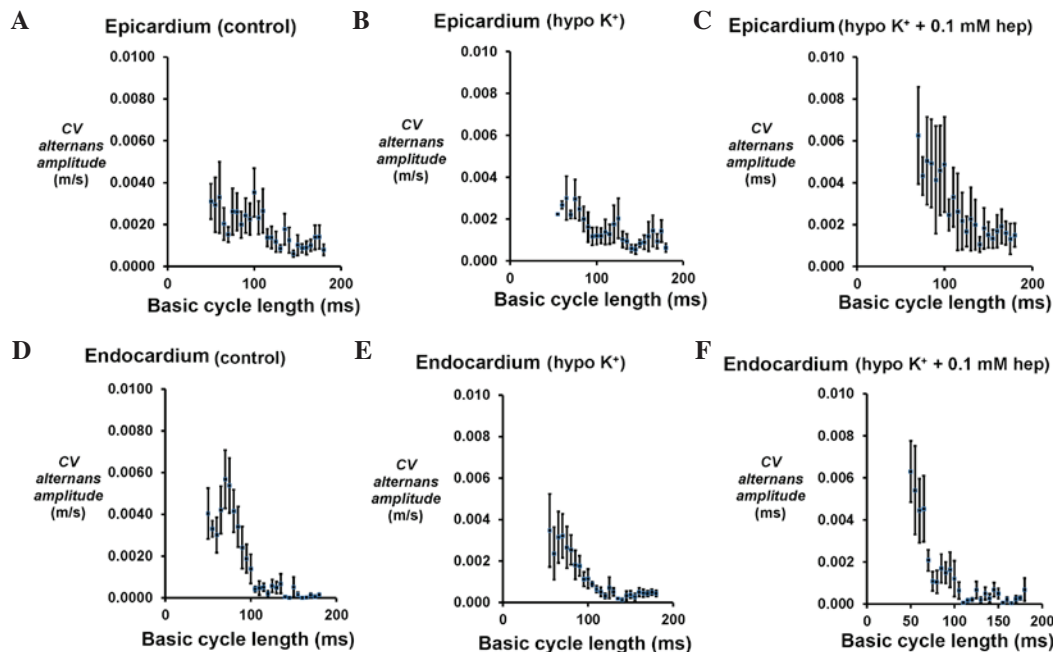 A
Epicardium (control)
0.0100
0.0080
0.0060
0.0040
0.0020
0.0000
CV
alternans
amplitude
(m/s)
0
100
200
Basic cycle length (ms)
B
Epicardium (hypo K+)
0.010
0.008
0.006
0.004
0.002
0.000
CV
alternans
amplitude
(m/s)
0
100
200
Basic cycle length (ms)
C
Epicardium (hypo K+ + 0.1 mM hep)
0.010
0.008
0.006
0.004
0.002
0.000
CV
alternans
amplitude
(ms)
0
100
200
Basic cycle length (ms)
D
Endocardium (control)
0.0100
0.0080
0.0060
0.0040
0.0020
0.0000
CV
alternans
amplitude
(m/s)
0
100
200
Basic cycle length (ms)
E
Endocardium (hypo K+)
0.010
0.008
0.006
0.004
0.002
0.000
CV
alternans
amplitude
(m/s)
0
100
200
Basic cycle length (ms)
F
Endocardium (hypo K+ + 0.1 mM hep)
0.010
0.008
0.006
0.004
0.002
0.000
CV
alternans
amplitude
(ms)
0
50
100
150
200
Basic cycle length (ms)